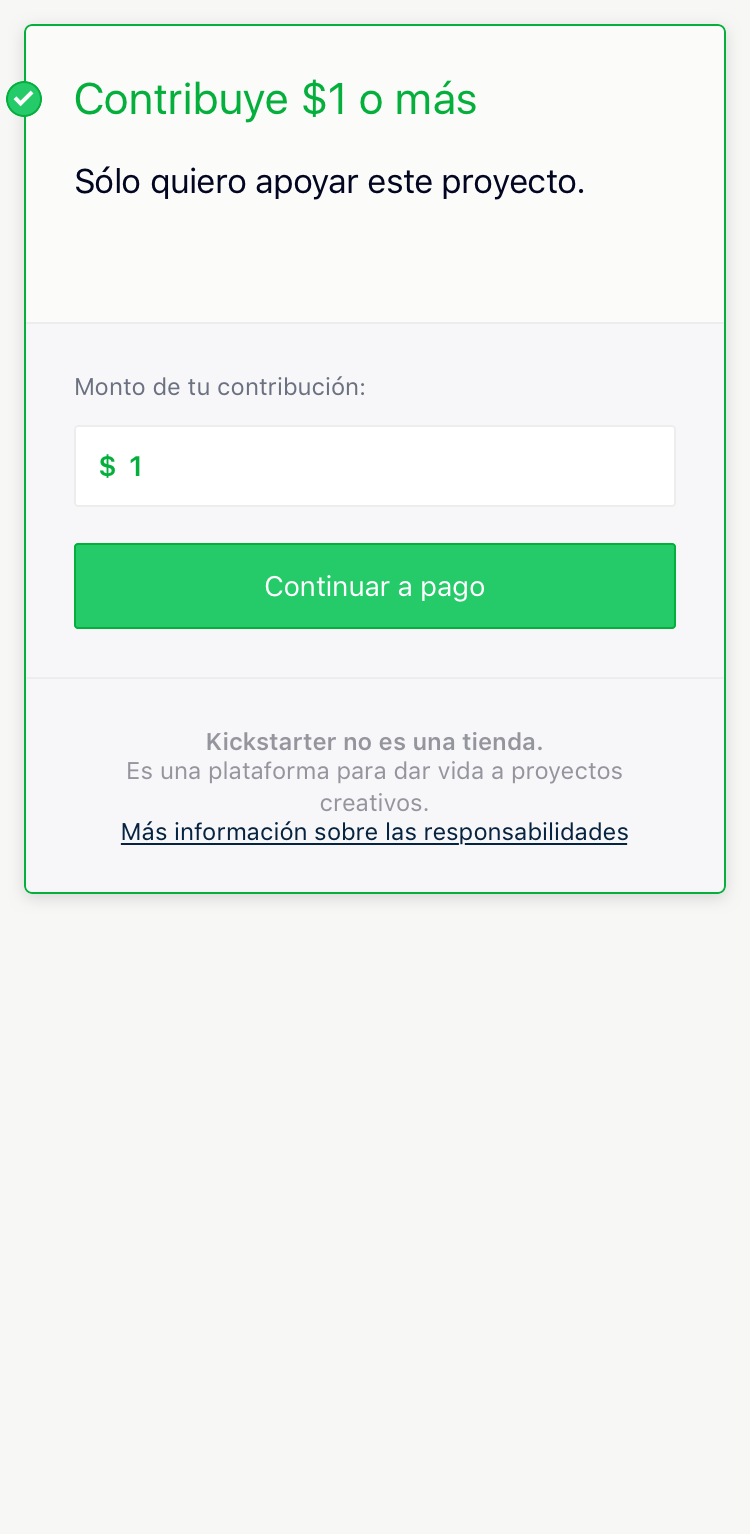 Contribuye $1 o más
Sólo quiero apoyar este proyecto.
Monto de tu contribución:
$ 1
Continuar a pago
Kickstarter no es una tienda.
Es una plataforma para dar vida a proyectos
creativos.
Más información sobre las responsabilidades